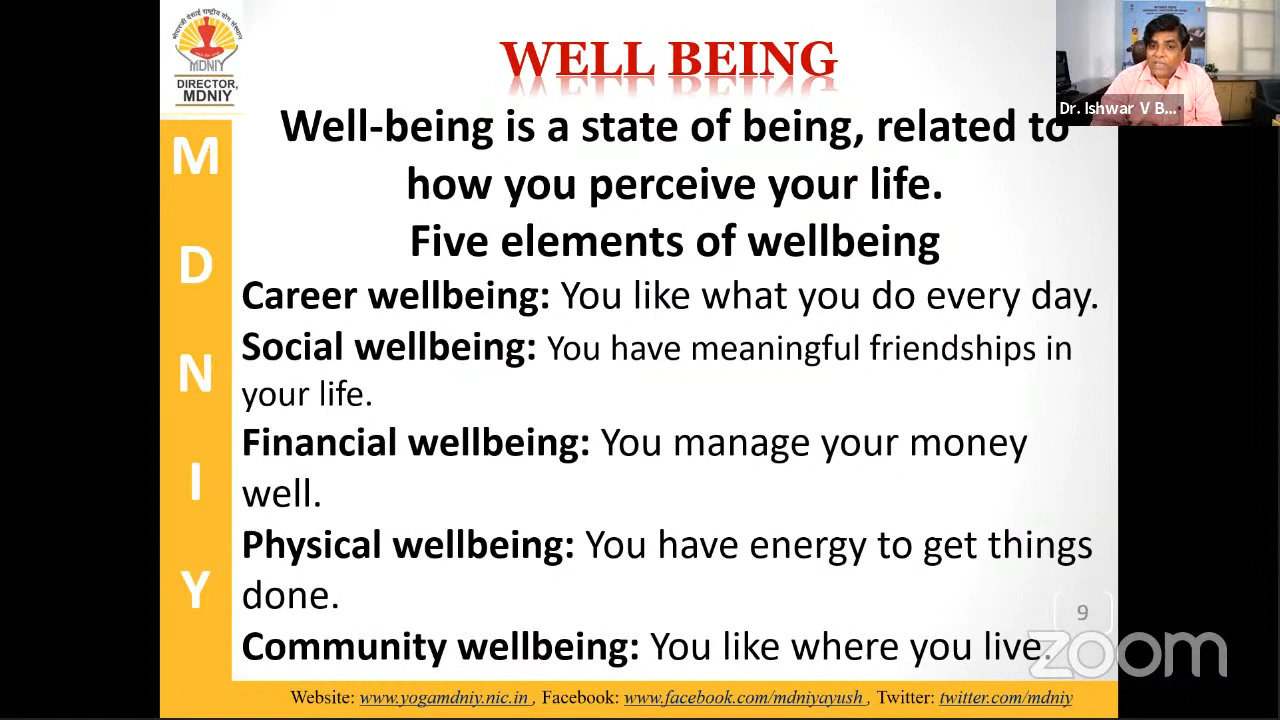 MDNIY
DIRECTOR,
MDNIY
M
D
N
I
Y
WELL BEING
Dr. Ishwar V B...
Well-being is a state of being, related to
how you perceive your life.
Five elements of wellbeing
Career wellbeing: You like what you do every day.
Social wellbeing: You have meaningful friendships in
your life.
Financial wellbeing: You manage your money
well.
Physical wellbeing: You have energy to get things
done.
Community wellbeing: You like where you live.
9
zoom
Website: www.yogamdniy.nic.in , Facebook: www.facebook.com/mdniyayush , Twitter: twitter.com/mdniy